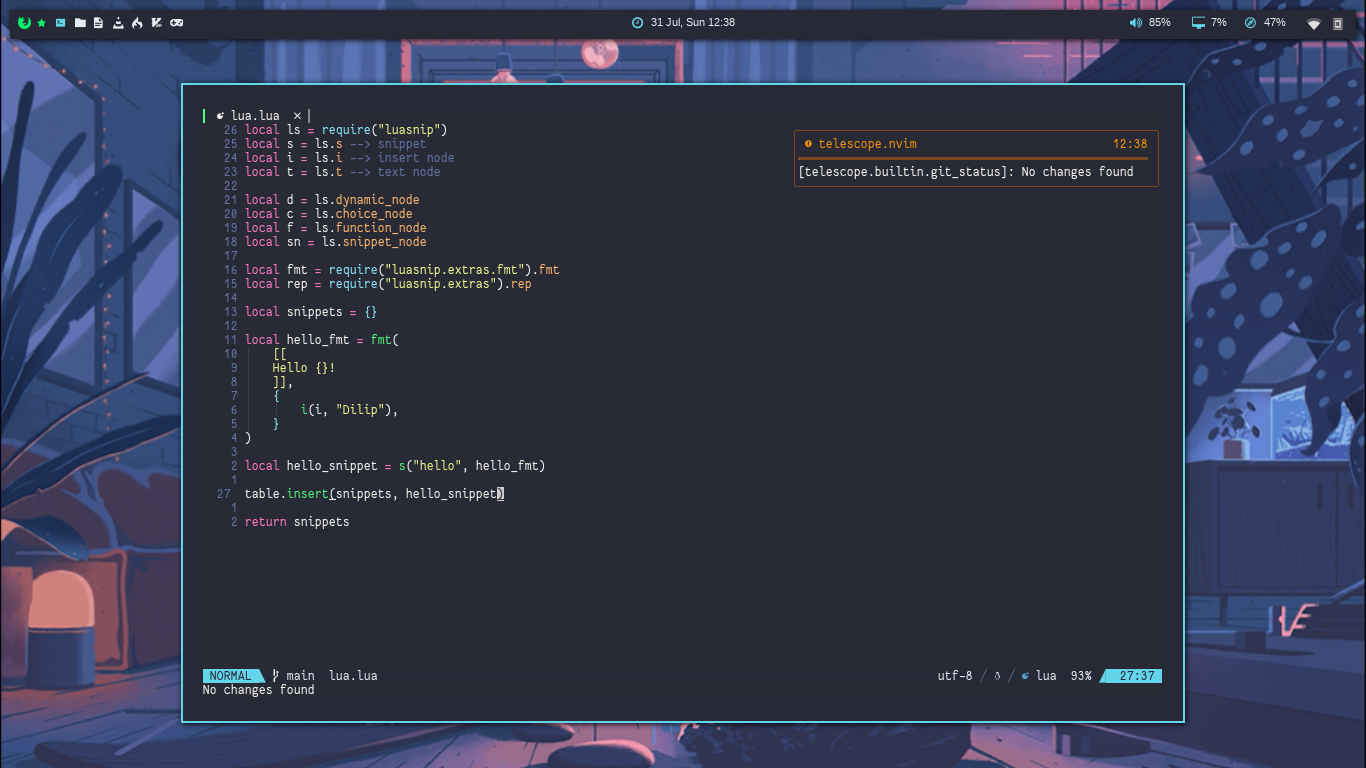 31 Jul, Sun 12:38
85%
7%
47%
lua.lua ×
26 local ls = require("luasnip")
25 local s = ls.s --> snippet
24 local i = ls.i --> insert node
23 local t = ls.t --> text node
22
21 local d = ls.dynamic_node
20 local c = ls.choice_node
19 local f = ls.function_node
18 local sn = ls.snippet_node
17
16 local fmt = require("luasnip.extras.fmt").fmt
15 local rep = require("luasnip.extras").rep
14
13 local snippets = {}
12
11 local hello_fmt = fmt(
10     [[
9     Hello {}!
8     ]],
7     {
6         i(i, "Dilip"),
5     }
4 )
3
2 local hello_snippet = s("hello", hello_fmt)
1
27 table.insert(snippets, hello_snippet)
1
2 return snippets
telescope.nvim 12:38
[telescope.builtin.git_status]: No changes found
NORMAL main lua.lua utf-8 / / lua 93% 27:37
No changes found